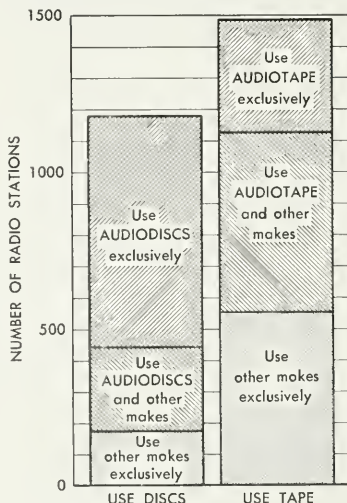 1500
1000
500
0
NUMBER OF RADIO STATIONS
Use
AUDIODISCS
exclusively
Use
AUDIODISCS
and other
makes
Use
other makes
exclusively
USE DISCS
Use
AUDIOTAPE
exclusively
Use
AUDIOTAPE
and other
makes
Use
other mokes
exclusively
USE TAPE